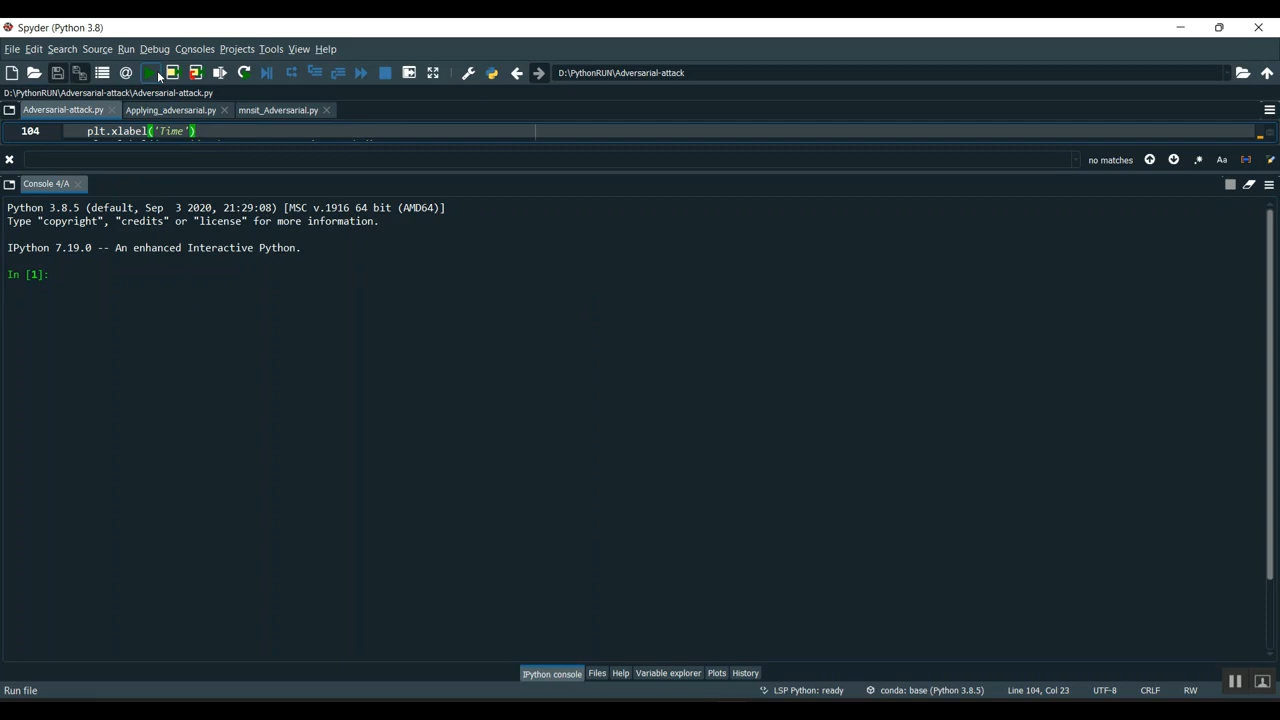 Spyder (Python 3.8)
File Edit Search Source Run Debug Consoles Projects Tools View Help
D:\PythonRUN\Adversarial-attack
D:\PythonRUN\Adversarial-attack\Adversarial-attack.py
Adversarial-attack.py Applying_adversarial.py mnsit_Adversarial.py
104 plt.xlabel('Time')
no matches Aa
Console 4/A
Python 3.8.5 (default, Sep 3 2020, 21:29:08) [MSC v.1916 64 bit (AMD64)]
Type "copyright", "credits" or "license" for more information.
IPython 7.19.0 -- An enhanced Interactive Python.
In [1]:
IPython console Files Help Variable explorer Plots History
Run file LSP Python: ready conda: base (Python 3.8.5) Line 104, Col 23 UTF-8 CRLF RW